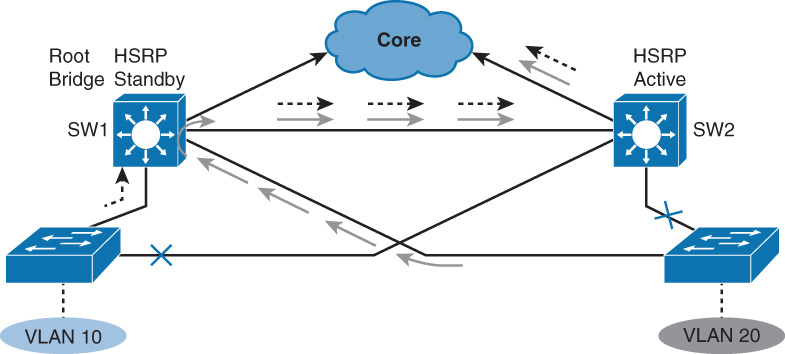 Core
Root
Bridge
HSRP
Standby
HSRP
Active
SW1
SW2
VLAN 10
VLAN 20